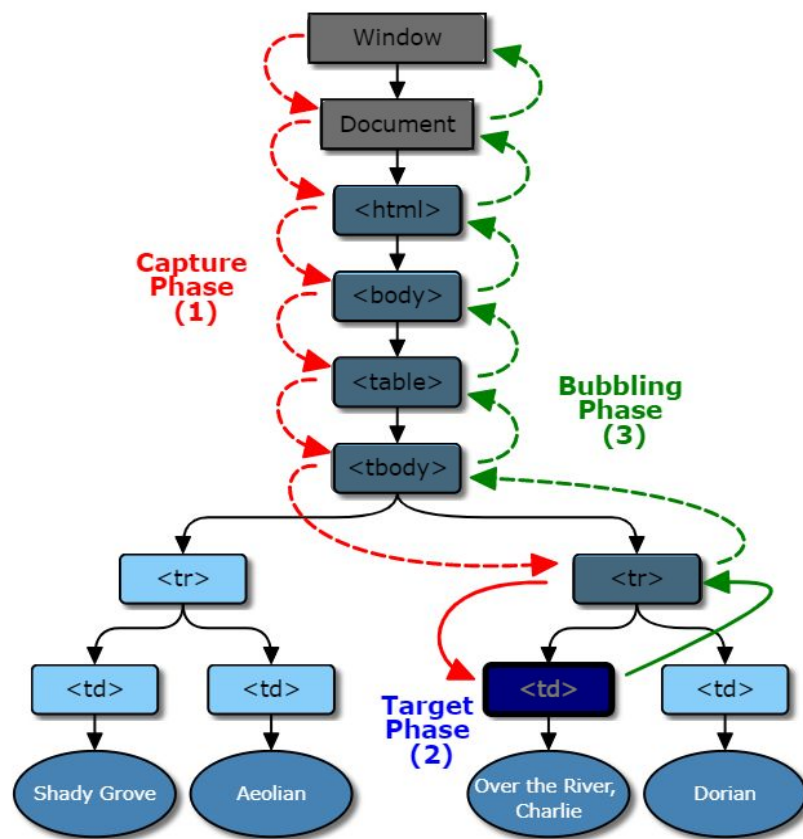 Window
Document
<html>
Capture
Phase
(1)
<body>
<table>
Bubbling
Phase
(3)
<tbody>
<tr>
<tr>
<td>
<td>
Target
Phase
(2)
<td>
<td>
Shady Grove
Aeolian
Over the River,
Charlie
Dorian